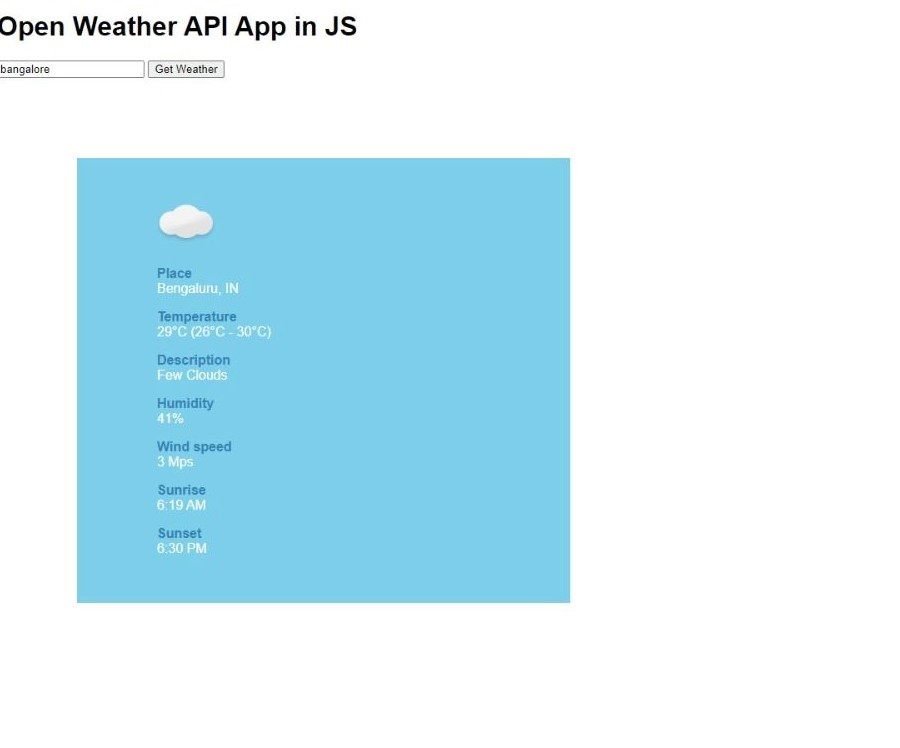 Open Weather API App in JS
bangalore Get Weather
Place
Bengaluru, IN
Temperature
29°C (26°C - 30°C)
Description
Few Clouds
Humidity
41%
Wind speed
3 Mps
Sunrise
6:19 AM
Sunset
6:30 PM